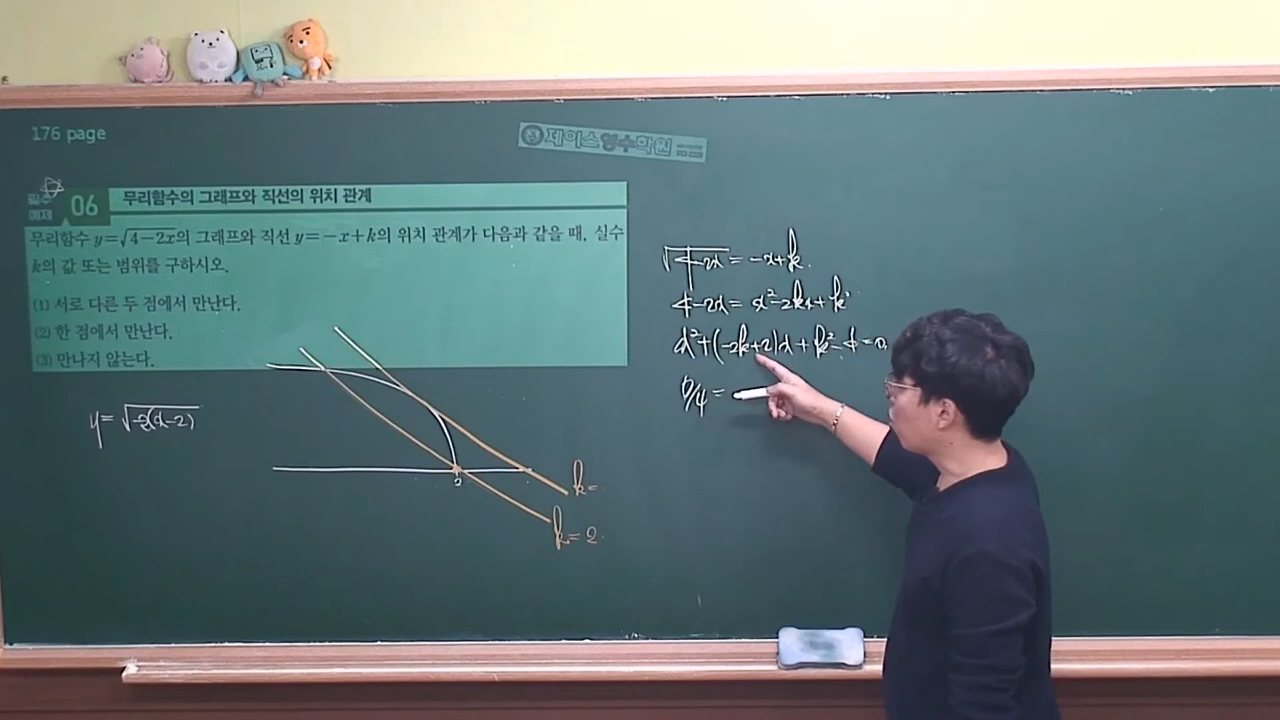 176 page
제이스영수학원
필수
예제
06
무리함수의 그래프와 직선의 위치 관계
무리함수 y=√4−2x의 그래프와 직선 y=−x+k의 위치 관계가 다음과 같을 때, 실수
k의 값 또는 범위를 구하시오.
(1) 서로 다른 두 점에서 만난다.
(2) 한 점에서 만난다.
(3) 만나지 않는다.
y=√-2(x-2)
2
k=
k=2
√4-2x=-x+k.
4-2x=x²-2kx+k²
x²+(-2k+2)x+k²-4=0.
D/4=